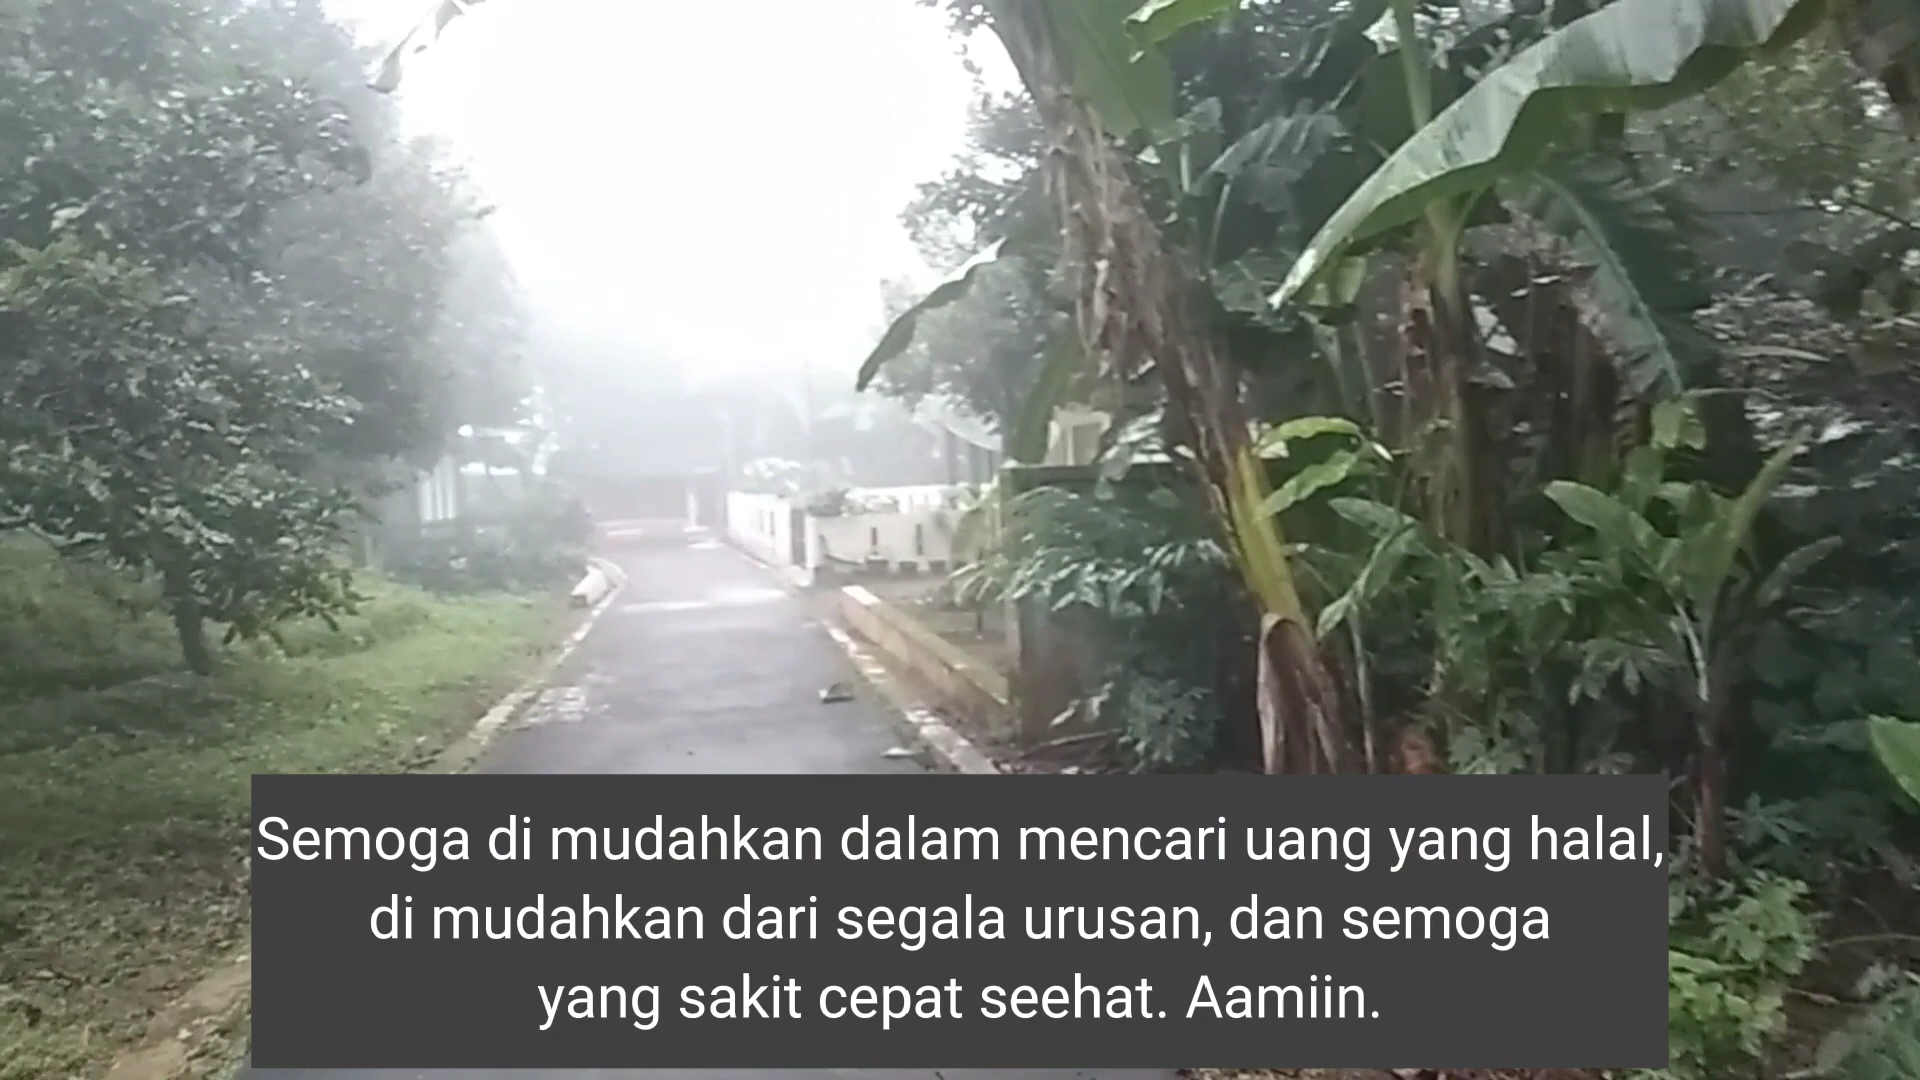 Semoga di mudahkan dalam mencari uang yang halal,
di mudahkan dari segala urusan, dan semoga
yang sakit cepat seehat. Aamiin.